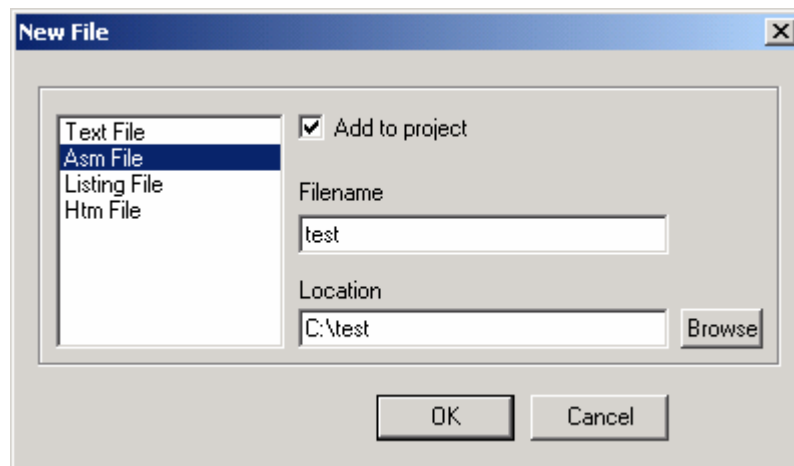 New File
Text File
Asm File
Listing File
Htm File
Add to project
Filename
test
Location
C:\test
Browse
OK
Cancel